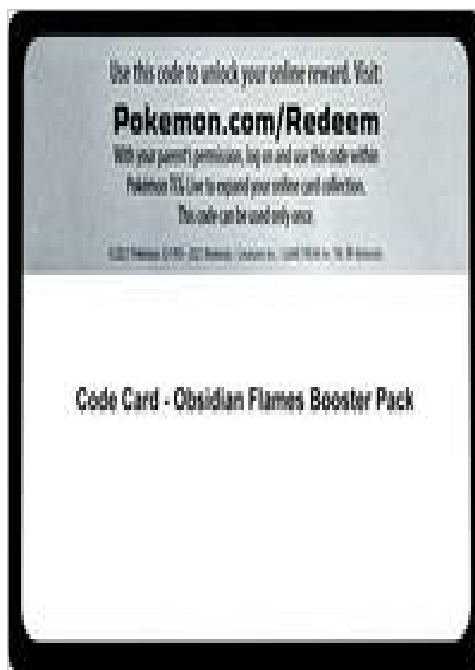 Use this code to unlock your online reward. Visit:
Pokemon.com/Redeem
With your parent's permission, log on and use this code within
Pokémon TCG Live to expand your online card collection.
This code can be used only once.
Code Card - Obsidian Flames Booster Pack